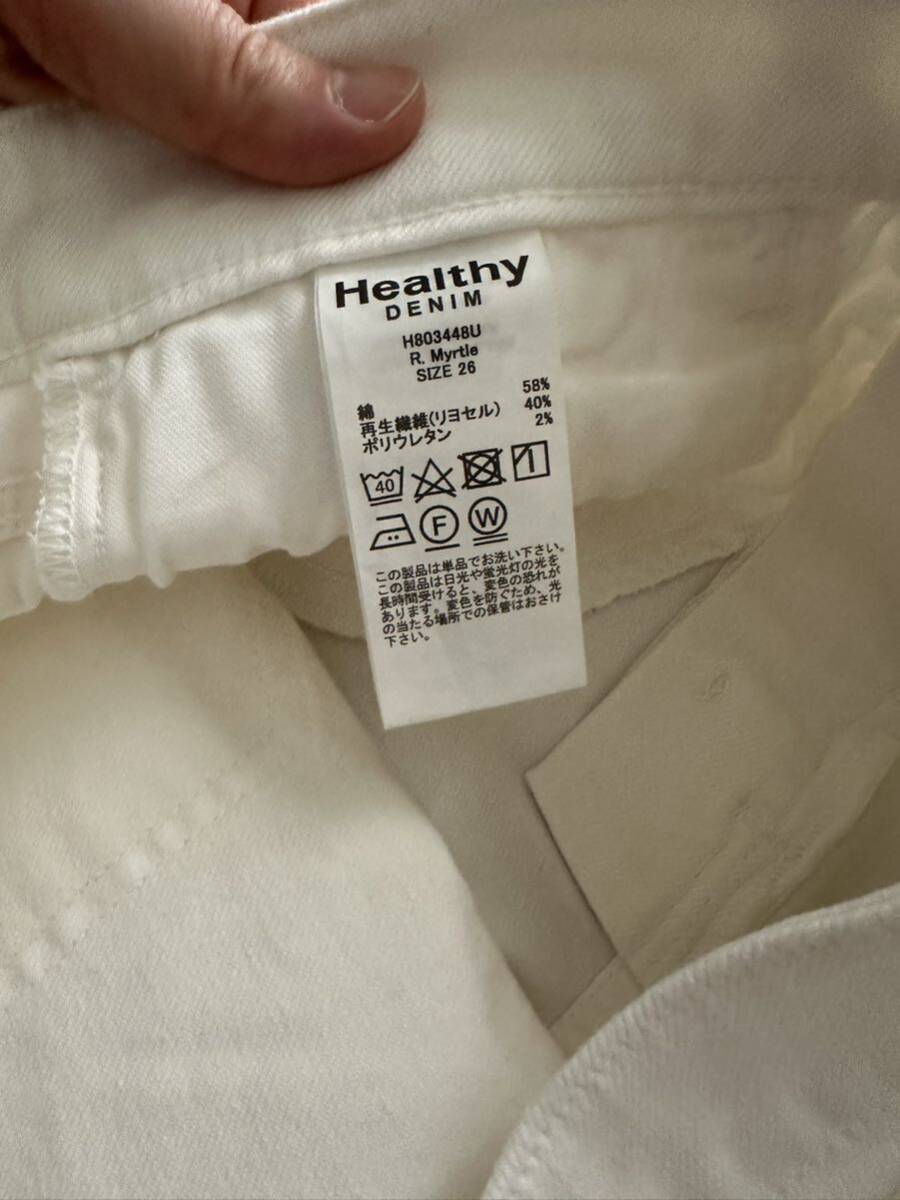 Healthy
DENIM
H803448U
R. Myrtle
SIZE 26
綿 58%
再生繊維(リヨセル) 40%
ポリウレタン 2%
40
F W
この製品は単品でお洗い下さい。
この製品は日光や蛍光灯の光を
長時間受けると、変色の恐れが
あります。変色を防ぐため、光
の当たる場所での保管はおさけ
下さい。